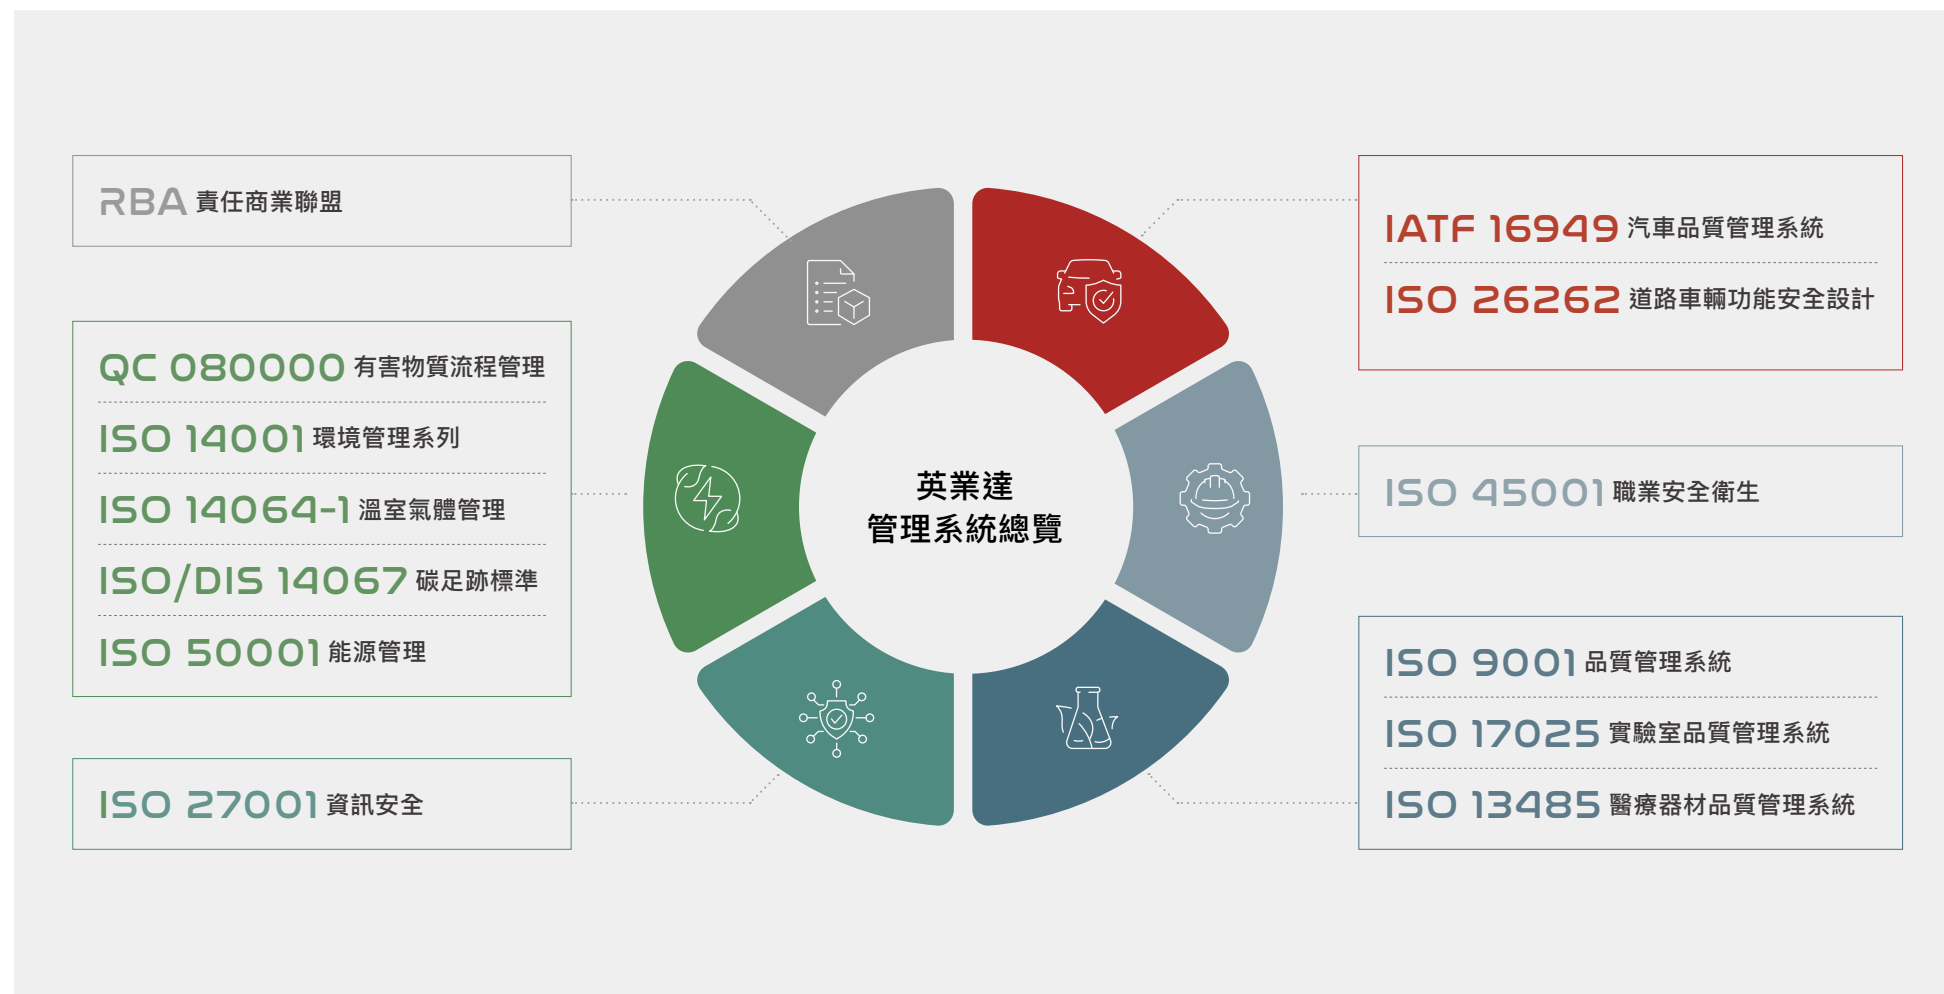 RBA 責任商業聯盟
QC 080000 有害物質流程管理
ISO 14001 環境管理系列
ISO 14064-1 溫室氣體管理
ISO/DIS 14067 碳足跡標準
ISO 50001 能源管理
ISO 27001 資訊安全
英業達
管理系統總覽
IATF 16949 汽車品質管理系統
ISO 26262 道路車輛功能安全設計
ISO 45001 職業安全衛生
ISO 9001 品質管理系統
ISO 17025 實驗室品質管理系統
ISO 13485 醫療器材品質管理系統